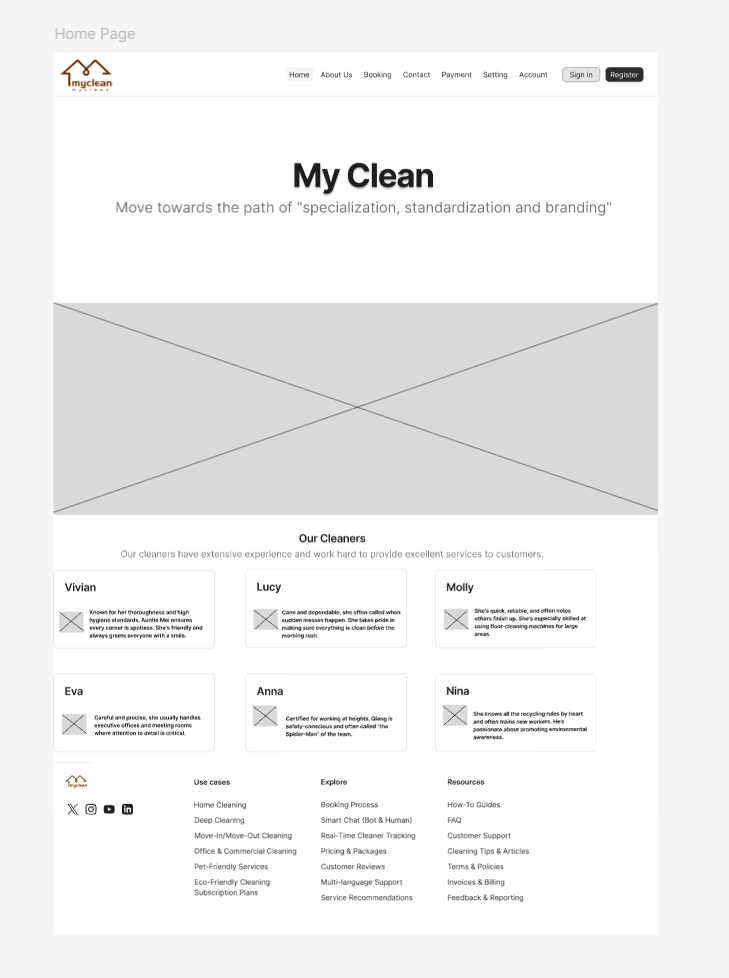 Home Page
myclean
myclean
Home About Us Booking Contact Payment Setting Account Sign in Register
My Clean
Move towards the path of "specialization, standardization and branding"
Our Cleaners
Our cleaners have extensive experience and work hard to provide excellent services to customers.
Vivian
Known for her thoroughness and high
hygiene standards, Auntie Mei ensures
every corner is spotless. She's friendly and
always greets everyone with a smile.
Lucy
Calm and dependable, she often called when
sudden messes happen. She takes pride in
making sure everything is clean before the
morning rush.
Molly
She's quick, reliable, and often helps
others finish up. She's especially skilled at
using floor-cleaning machines for large
areas.
Eva
Careful and precise, she usually handles
executive offices and meeting rooms
where attention to detail is critical.
Anna
Certified for working at heights, Qiang is
safety-conscious and often called "the
Spider-Man" of the team.
Nina
She knows all the recycling rules by heart
and often trains new workers. He's
passionate about promoting environmental
awareness.
myclean
Use cases
Home Cleaning
Deep Cleaning
Move-In/Move-Out Cleaning
Office & Commercial Cleaning
Pet-Friendly Services
Eco-Friendly Cleaning
Subscription Plans
Explore
Booking Process
Smart Chat (Bot & Human)
Real-Time Cleaner Tracking
Pricing & Packages
Customer Reviews
Multi-language Support
Service Recommendations
Resources
How-To Guides
FAQ
Customer Support
Cleaning Tips & Articles
Terms & Policies
Invoices & Billing
Feedback & Reporting